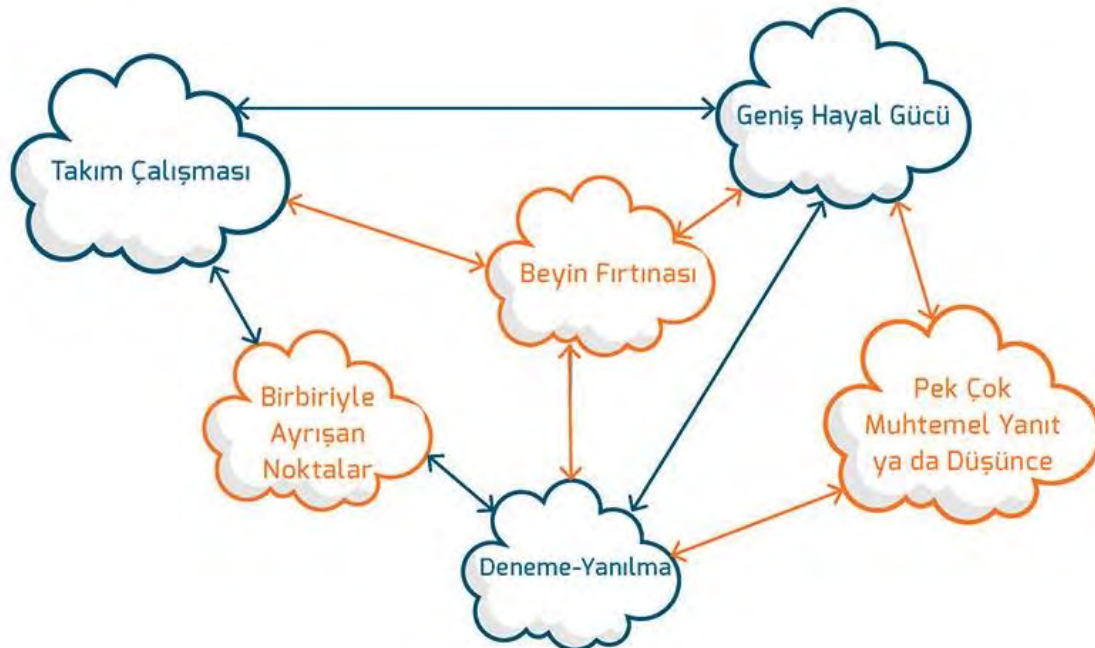 Geniş Hayal Gücü
Takım Çalışması
Beyin Fırtınası
Birbiriyle
Ayrışan
Noktalar
Pek Çok
Muhtemel Yanıt
ya da Düşünce
Deneme-Yanılma